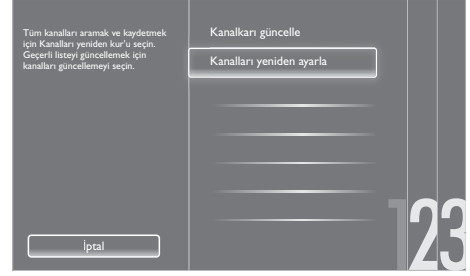 Tüm kanalları aramak ve kaydetmek
için Kanalları yeniden kur'u seçin.
Geçerli listeyi güncellemek için
kanalları güncellemeyi seçin.
Kanalkarı güncelle
Kanalları yeniden ayarla
İptal
123